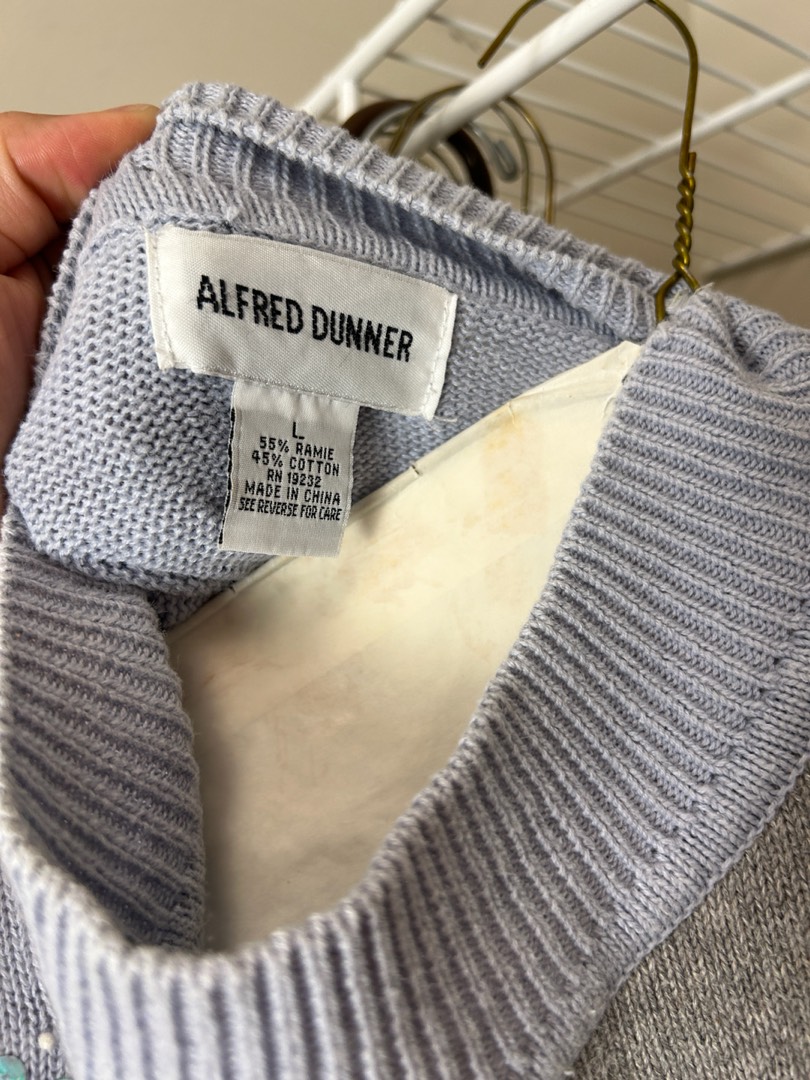 ALFRED DUNNER
L
55% RAMIE
45% COTTON
RN 19232
MADE IN CHINA
SEE REVERSE FOR CARE